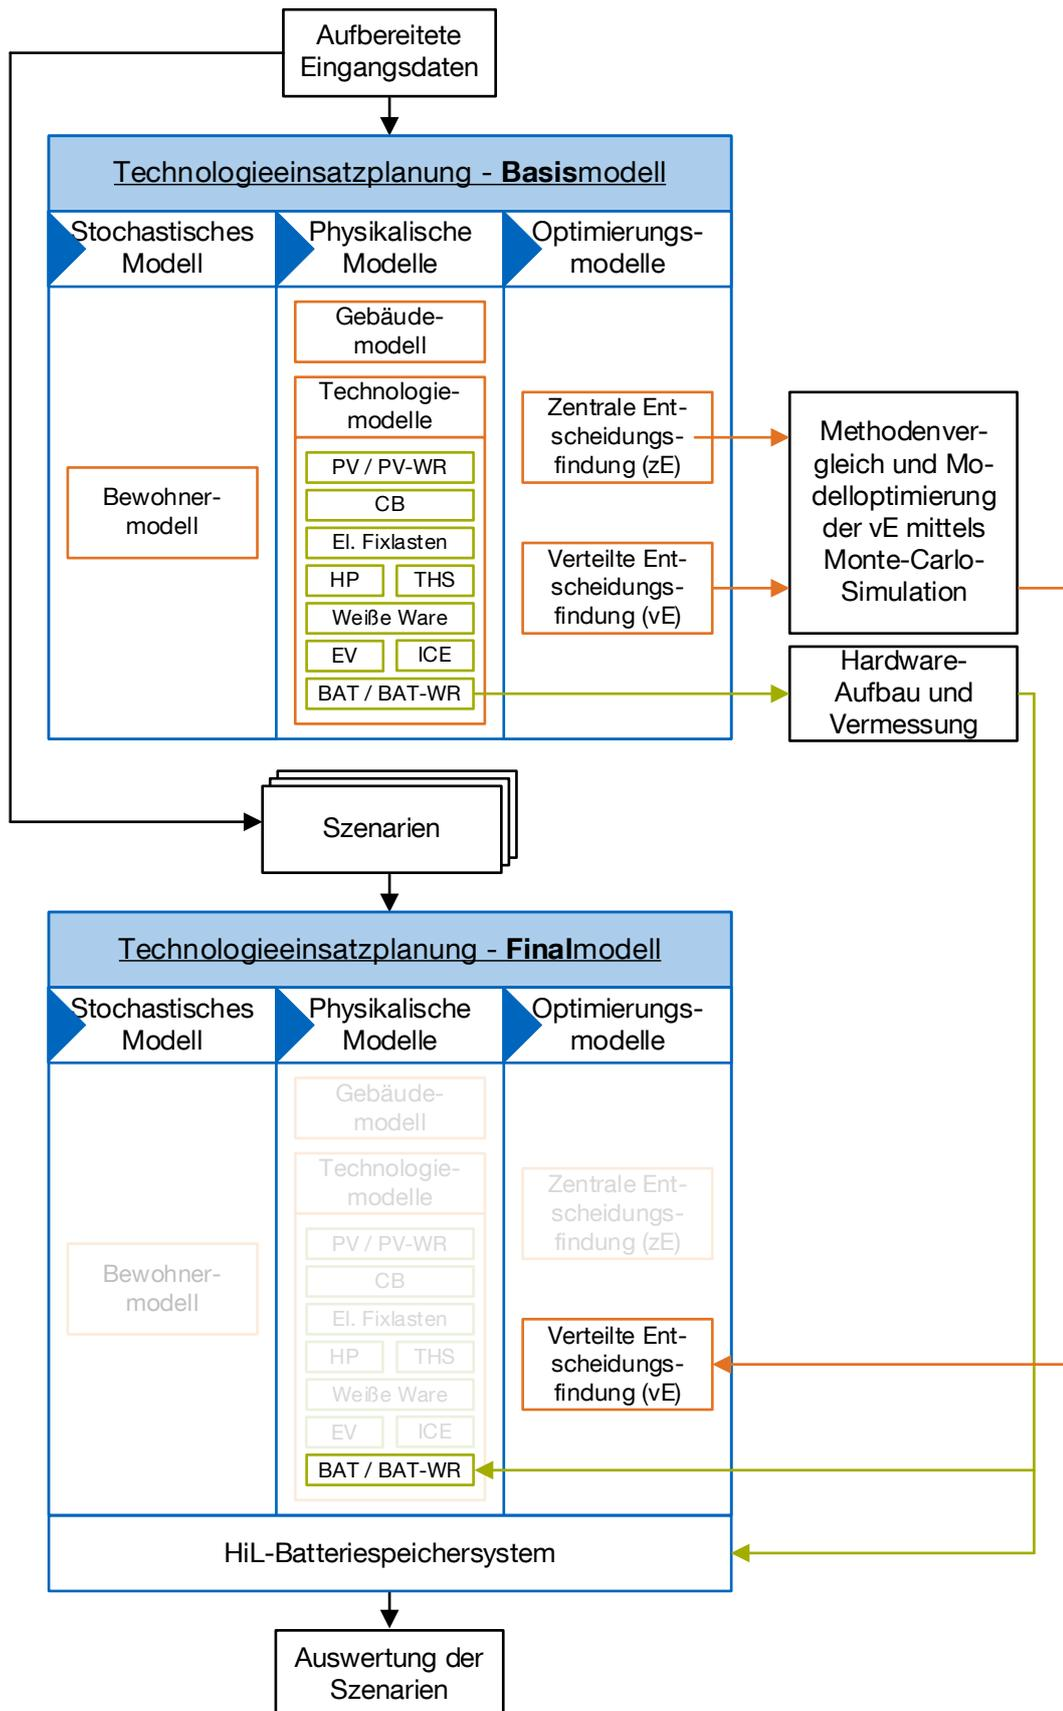 Aufbereitete
Eingangsdaten
Technologieeinsatzplanung - Basismodell
Stochastisches
Modell
Physikalische
Modelle
Optimierungs-
modelle
Gebäude-
modell
Technologie-
modelle
PV / PV-WR
CB
El. Fixlasten
HP
THS
Weiße Ware
EV
ICE
BAT / BAT-WR
Bewohner-
modell
Zentrale Ent-
scheidungs-
findung (zE)
Verteilte Ent-
scheidungs-
findung (vE)
Methodenver-
gleich und Mo-
delloptimierung
der vE mittels
Monte-Carlo-
Simulation
Hardware-
Aufbau und
Vermessung
Szenarien
Technologieeinsatzplanung - Finalmodell
Stochastisches
Modell
Physikalische
Modelle
Optimierungs-
modelle
Gebäude-
modell
Technologie-
modelle
PV / PV-WR
CB
El. Fixlasten
HP
THS
Weiße Ware
EV
ICE
BAT / BAT-WR
Bewohner-
modell
Zentrale Ent-
scheidungs-
findung (zE)
Verteilte Ent-
scheidungs-
findung (vE)
HiL-Batteriespeichersystem
Auswertung der
Szenarien